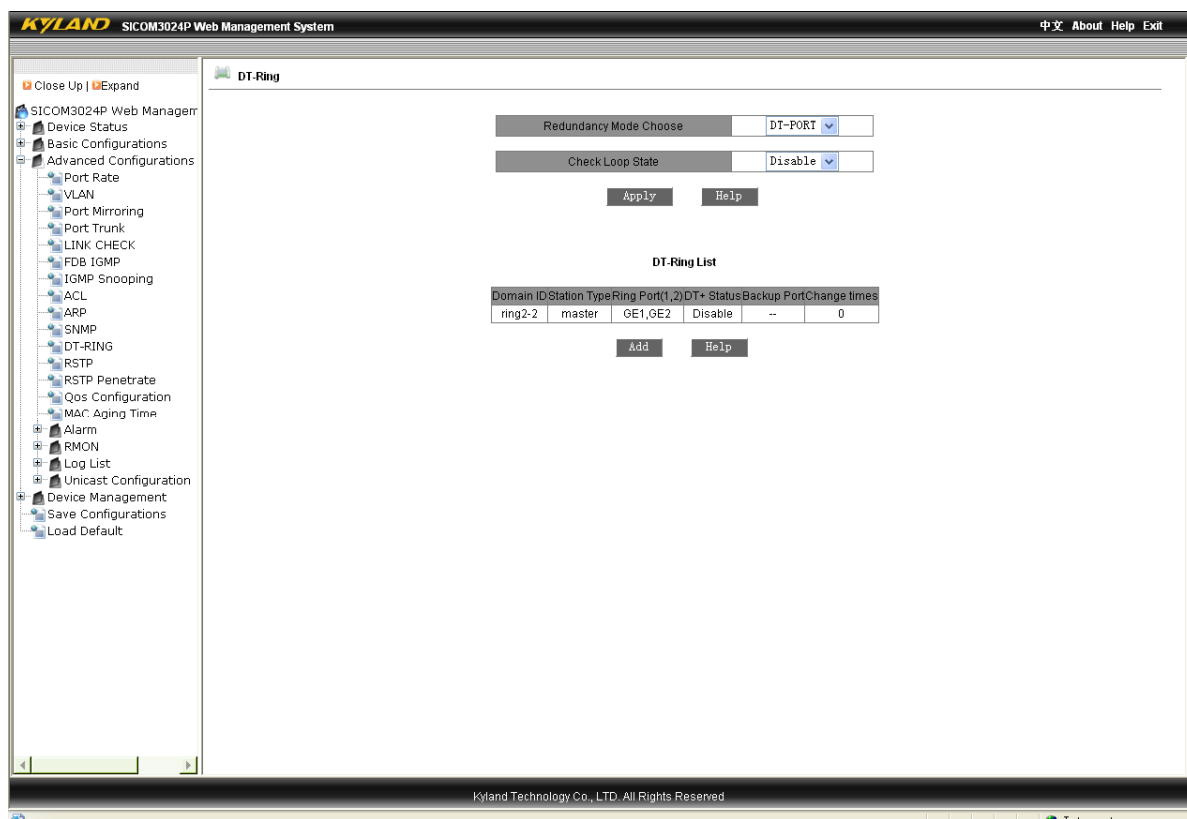 KYLAND SICOM3024P Web Management System 中文 About Help Exit
Close Up | Expand
SICOM3024P Web Managem
Device Status
Basic Configurations
Advanced Configurations
Port Rate
VLAN
Port Mirroring
Port Trunk
LINK CHECK
FDB IGMP
IGMP Snooping
ACL
ARP
SNMP
DT-RING
RSTP
RSTP Penetrate
Qos Configuration
MAC Aging Time
Alarm
RMON
Log List
Unicast Configuration
Device Management
Save Configurations
Load Default
DT-Ring
Redundancy Mode Choose DT-PORT
Check Loop State Disable
Apply Help
DT-Ring List
Domain ID Station Type Ring Port(1,2) DT+ Status Backup Port Change times
ring2-2 master GE1,GE2 Disable -- 0
Add Help
Kyland Technology Co., LTD. All Rights Reserved